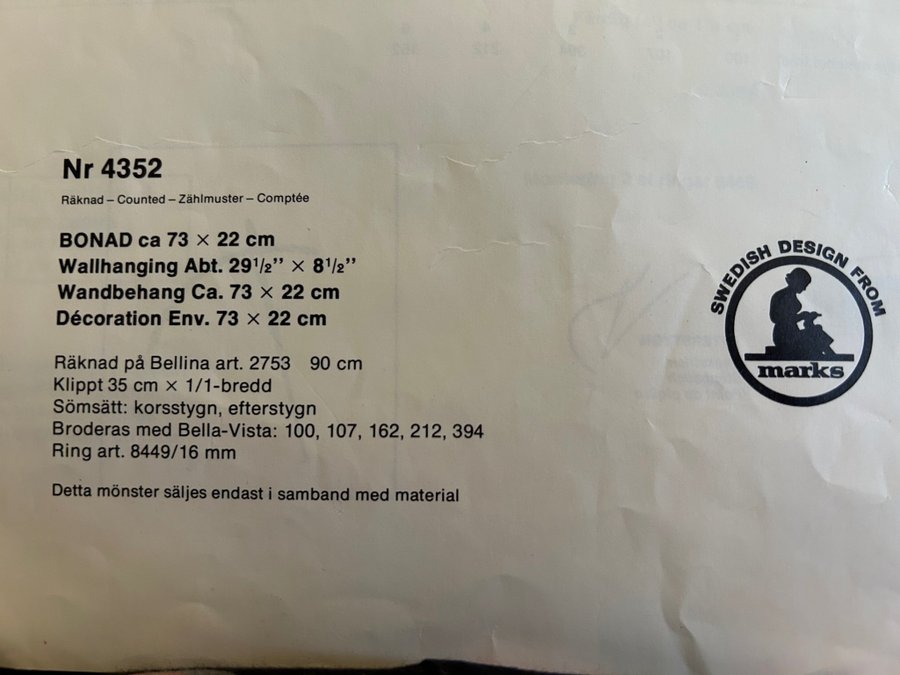 Nr 4352
Räknad – Counted – Zählmuster – Comptée
BONAD ca 73 × 22 cm
Wallhanging Abt. 29¹/₂’’ × 8¹/₂’’
Wandbehang Ca. 73 × 22 cm
Décoration Env. 73 × 22 cm
Räknad på Bellina art. 2753 90 cm
Klippt 35 cm × 1/1-bredd
Sömsätt: korsstygn, efterstygn
Broderas med Bella-Vista: 100, 107, 162, 212, 394
Ring art. 8449/16 mm
Detta mönster säljes endast i samband med material
SWEDISH DESIGN FROM
marks